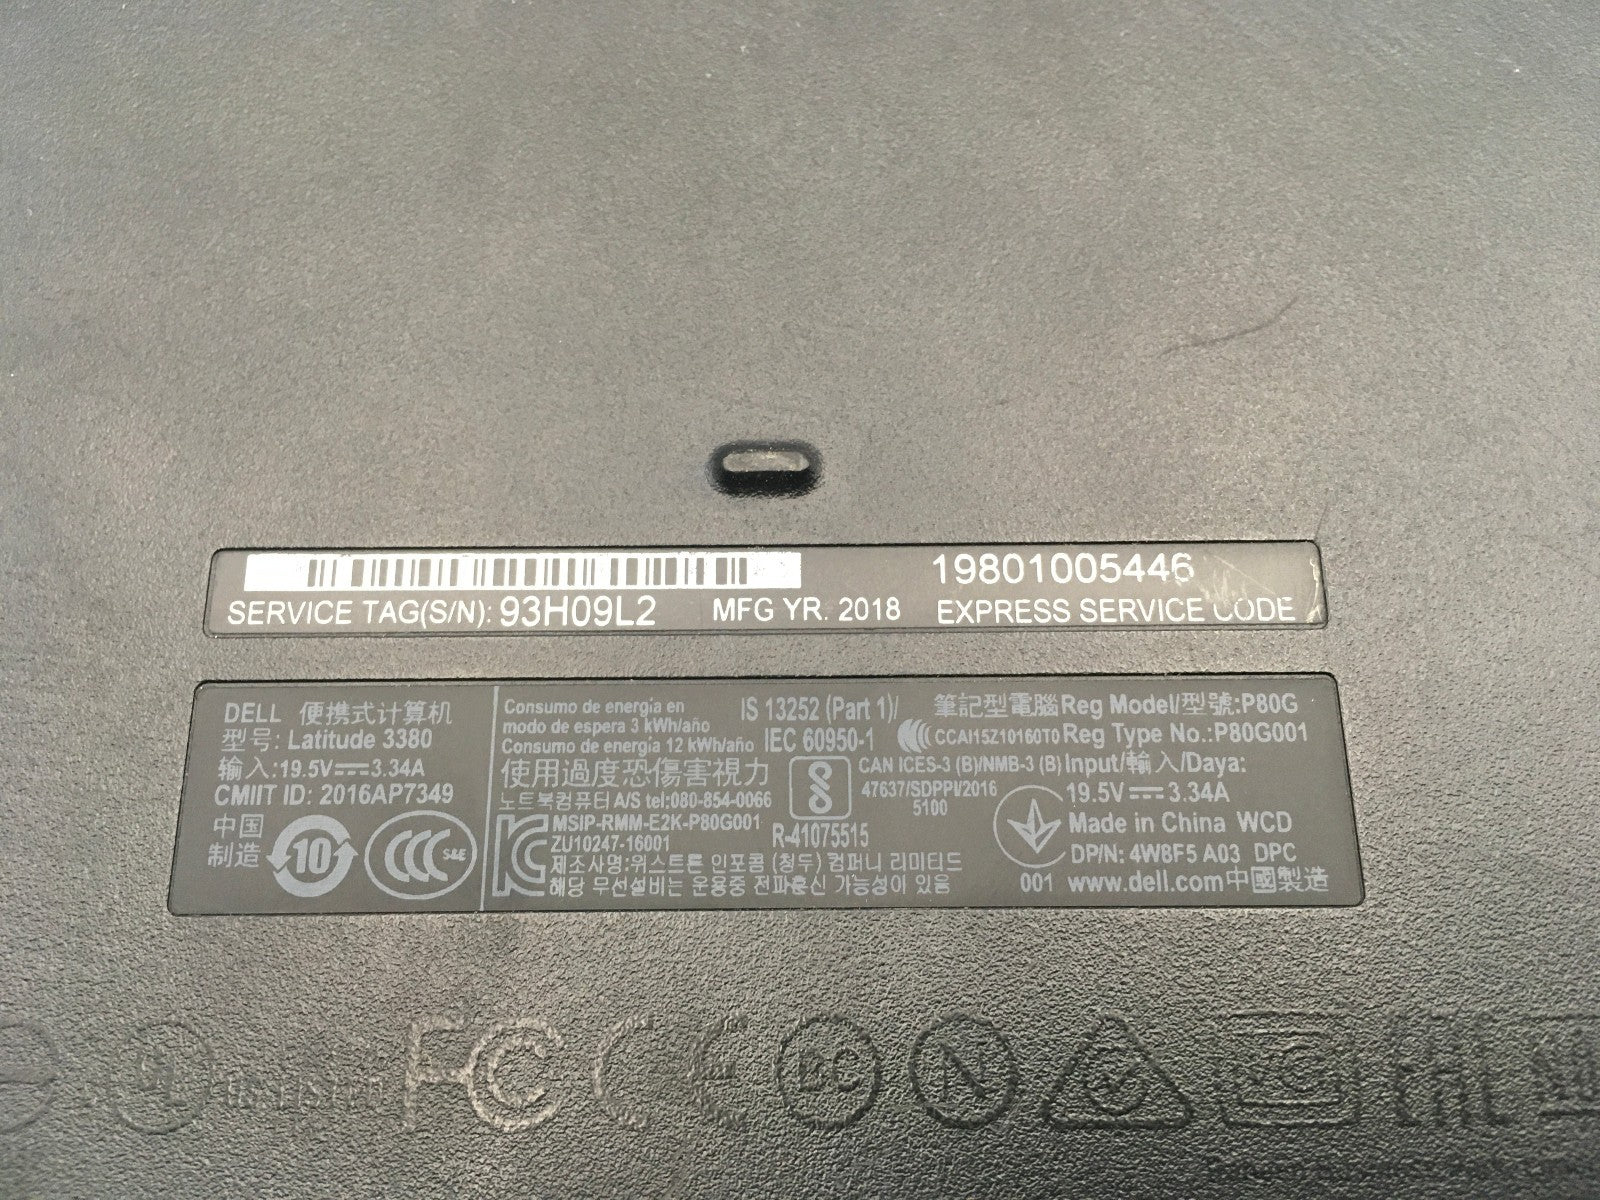 19801005446
SERVICE TAG(S/N): 93H09L2 MFG YR. 2018 EXPRESS SERVICE CODE
DELL 便携式计算机
型号: Latitude 3380
输入:19.5V⎓3.34A
CMIIT ID: 2016AP7349
中国
制造
10
CCC S&E
Consumo de energía en
modo de espera 3 kWh/año
Consumo de energía 12 kWh/año
IS 13252 (Part 1)/
IEC 60950-1
使用過度恐傷害視力
노트북컴퓨터 A/S tel:080-854-0066
MSIP-RMM-E2K-P80G001
ZU10247-16001
R-41075515
제조사명:위스트론 인포콤 (청두) 컴퍼니 리미티드
해당 무선설비는 운용중 전파혼신 가능성이 있음
筆記型電腦 Reg Model/型號:P80G
CCAI15Z10160T0 Reg Type No.:P80G001
CAN ICES-3 (B)/NMB-3 (B) Input/輸入/Daya:
47637/SDPPI/2016
5100
19.5V⎓3.34A
Made in China WCD
DP/N: 4W8F5 A03 DPC
001 www.dell.com 中國製造
FC CE BC N EAC